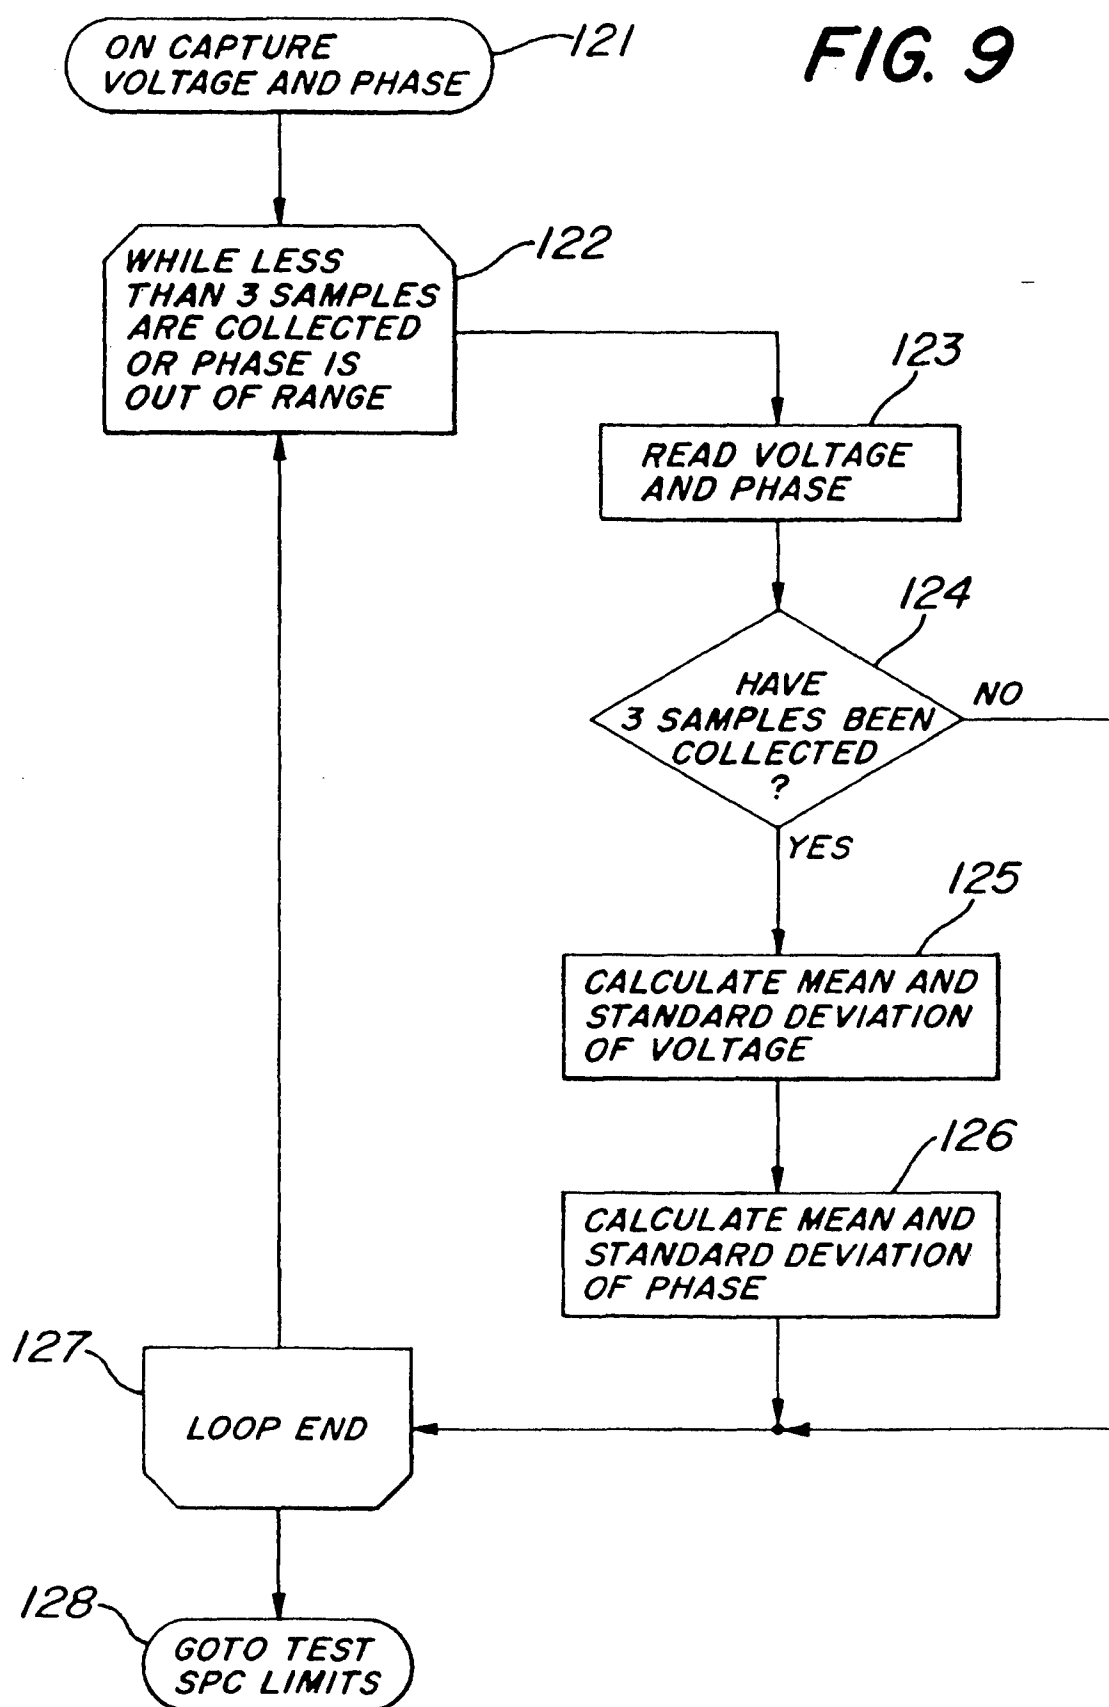 FIG. 9
ON CAPTURE
VOLTAGE AND PHASE
121
WHILE LESS
THAN 3 SAMPLES
ARE COLLECTED
OR PHASE IS
OUT OF RANGE
122
123
READ VOLTAGE
AND PHASE
124
HAVE
3 SAMPLES BEEN
COLLECTED
?
NO
YES
125
CALCULATE MEAN AND
STANDARD DEVIATION
OF VOLTAGE
126
CALCULATE MEAN AND
STANDARD DEVIATION
OF PHASE
127
LOOP END
128
GOTO TEST
SPC LIMITS